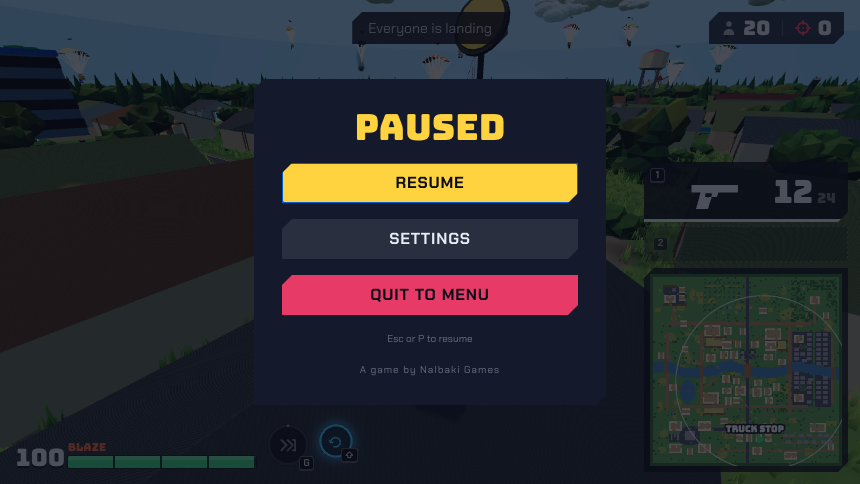 Everyone is landing
20
0
PAUSED
RESUME
SETTINGS
QUIT TO MENU
Esc or P to resume
A game by Nalbaki Games
1
12 24
2
TRUCK STOP
100 BLAZE
G